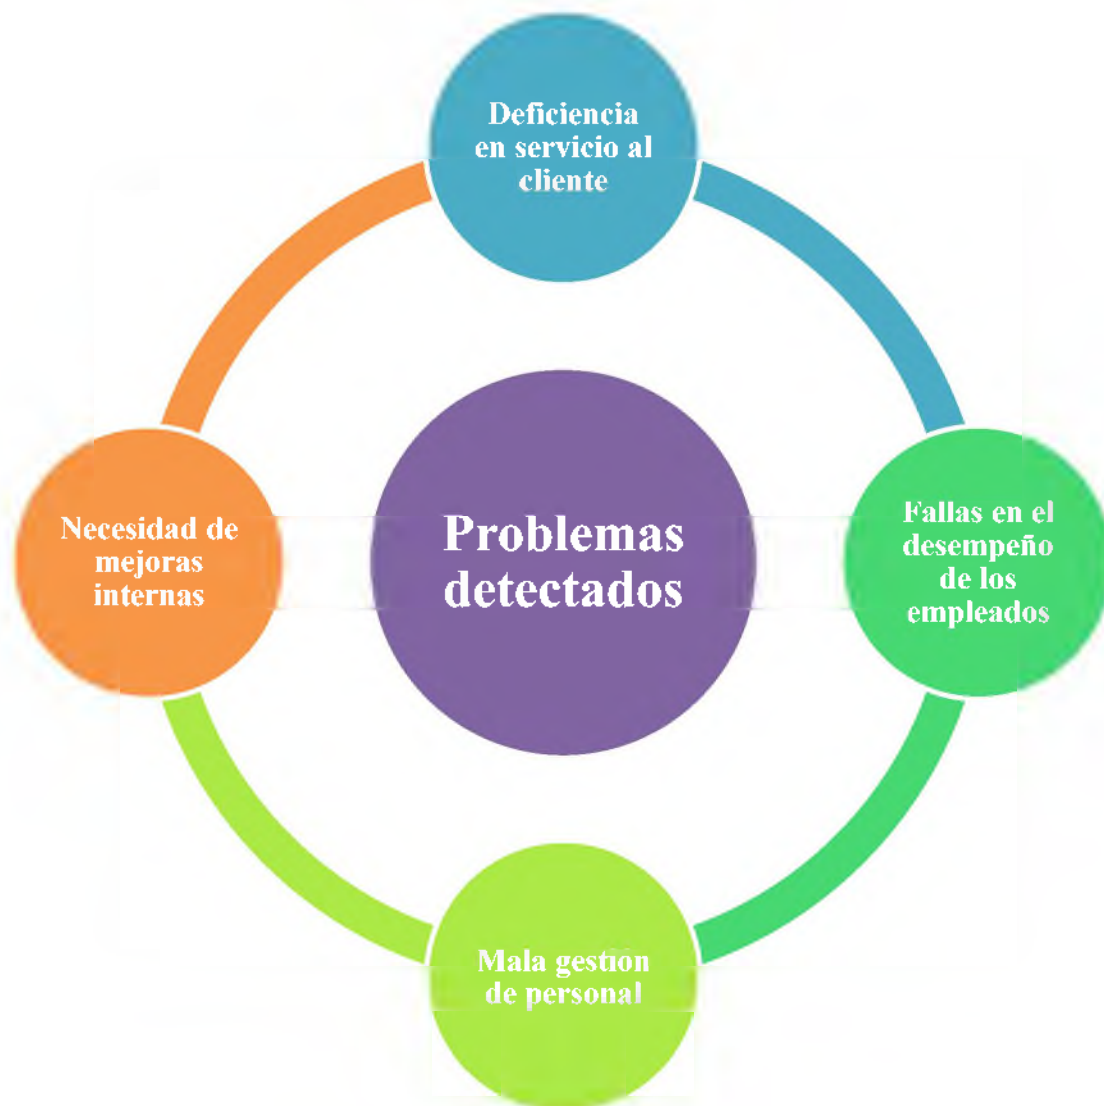 Deficiencia
en servicio al
cliente
Fallas en el
desempeño
de los
empleados
Mala gestión
de personal
Necesidad de
mejoras
internas
Problemas
detectados